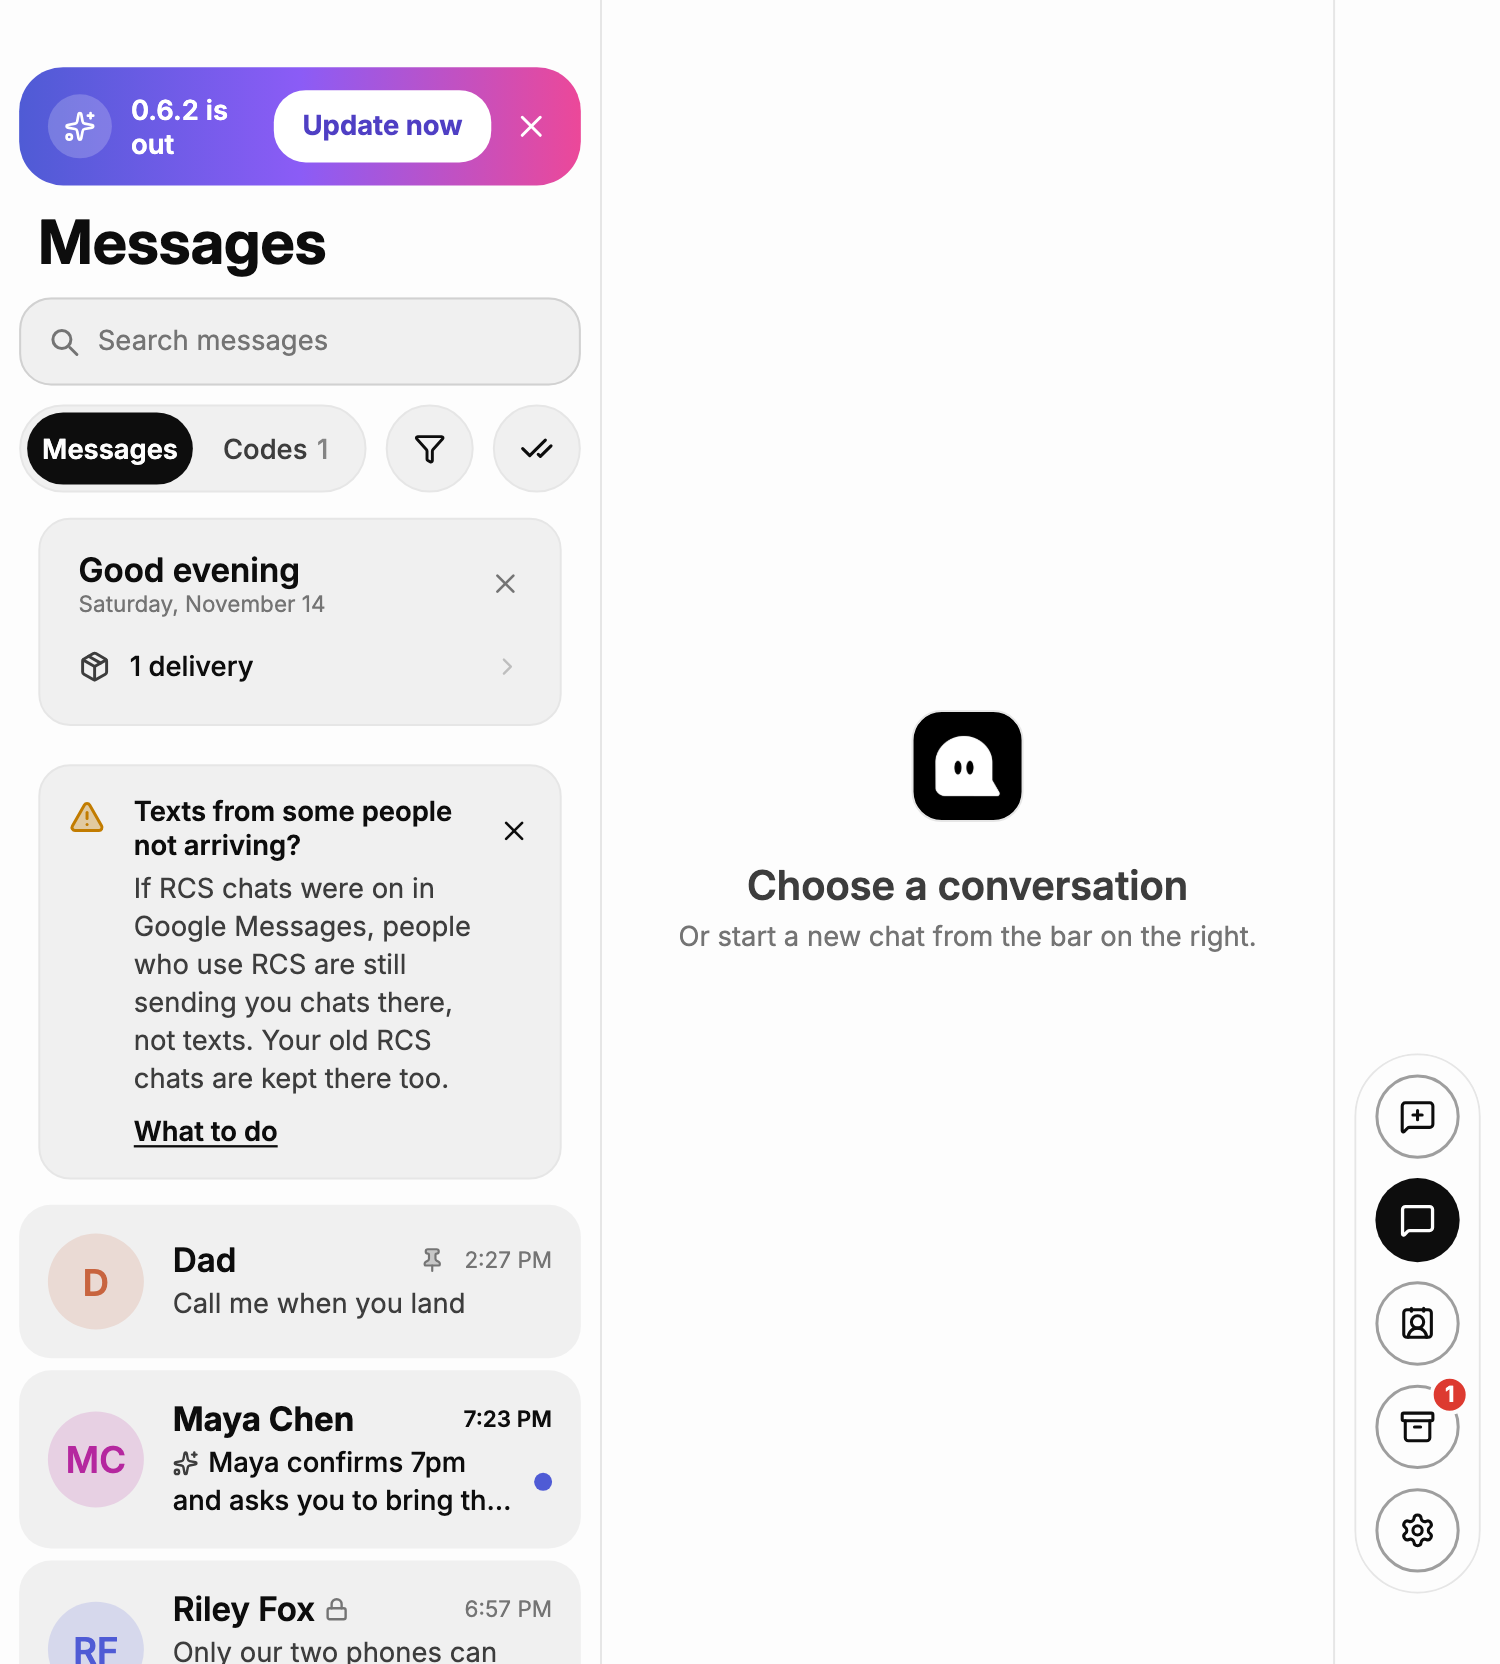 0.6.2 is
out
Update now
Messages
Search messages
Messages
Codes 1
Good evening
Saturday, November 14
1 delivery
Texts from some people
not arriving?
If RCS chats were on in
Google Messages, people
who use RCS are still
sending you chats there,
not texts. Your old RCS
chats are kept there too.
What to do
D
Dad
2:27 PM
Call me when you land
MC
Maya Chen
7:23 PM
Maya confirms 7pm
and asks you to bring th...
RF
Riley Fox
6:57 PM
Only our two phones can
Choose a conversation
Or start a new chat from the bar on the right.
1